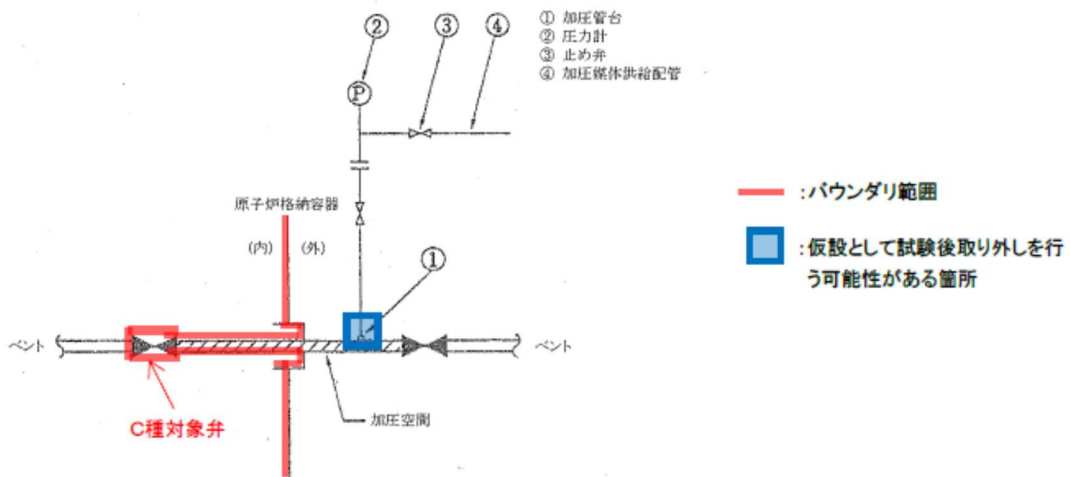 ① 加圧管台
② 圧力計
③ 止め弁
④ 加圧媒体供給配管
② ③ ④
P
原子炉格納容器
(内) (外)
①
ベント ベント
加圧空間
C種対象弁
:バウンダリ範囲
:仮設として試験後取り外しを行
う可能性がある箇所